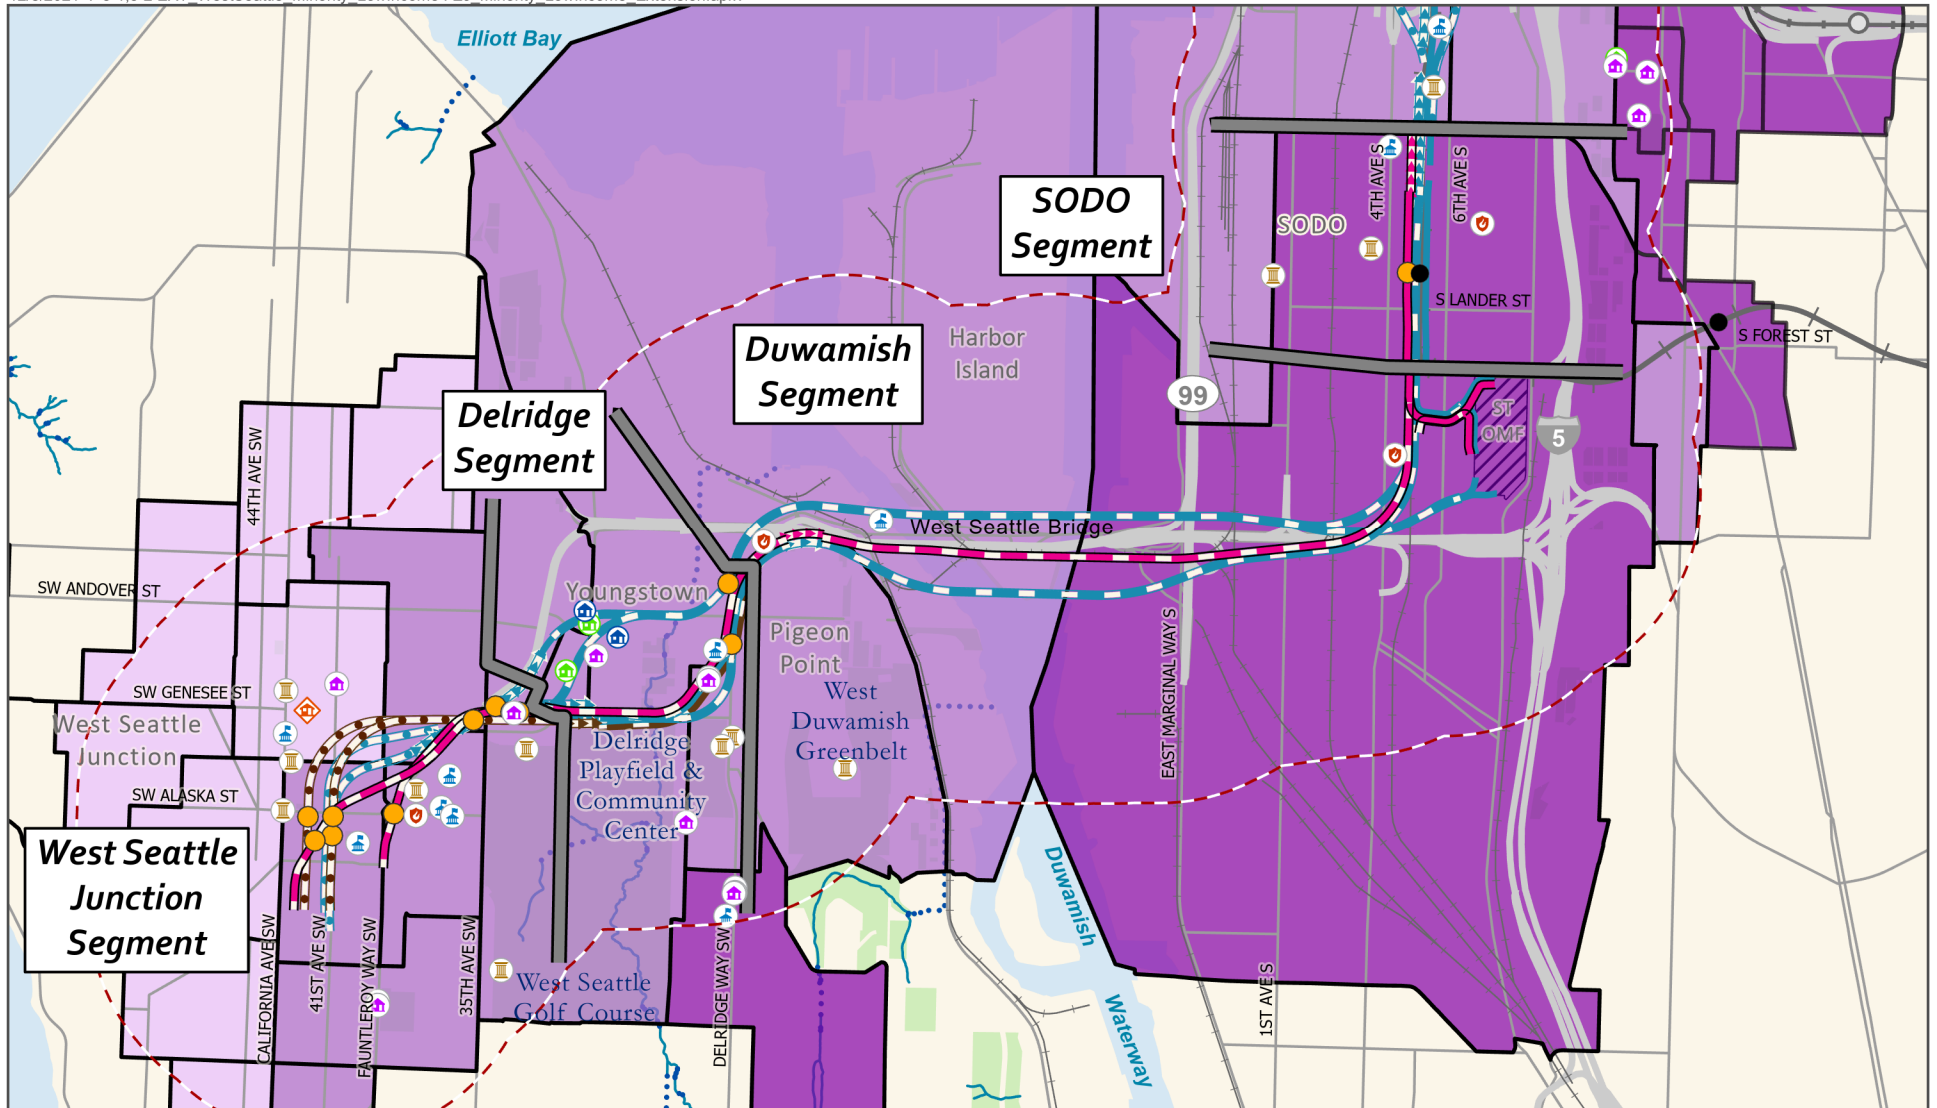 Elliott Bay
SODO
Segment
4TH AVE S
6TH AVE S
SODO
S LANDER ST
S FOREST ST
Duwamish
Segment
Harbor
Island
99
ST
OMF
5
Delridge
Segment
44TH AVE SW
West Seattle Bridge
SW ANDOVER ST
Youngstown
Pigeon
Point
EAST MARGINAL WAY S
SW GENESEE ST
West Seattle
Junction
West
Duwamish
Greenbelt
Delridge
Playfield &
Community
Center
SW ALASKA ST
West Seattle
Junction
Segment
Duwamish
Waterway
CALIFORNIA AVE SW
41ST AVE SW
FAUNTLEROY WAY SW
35TH AVE SW
West Seattle
Golf Course
DELRIDGE WAY SW
1ST AVE S